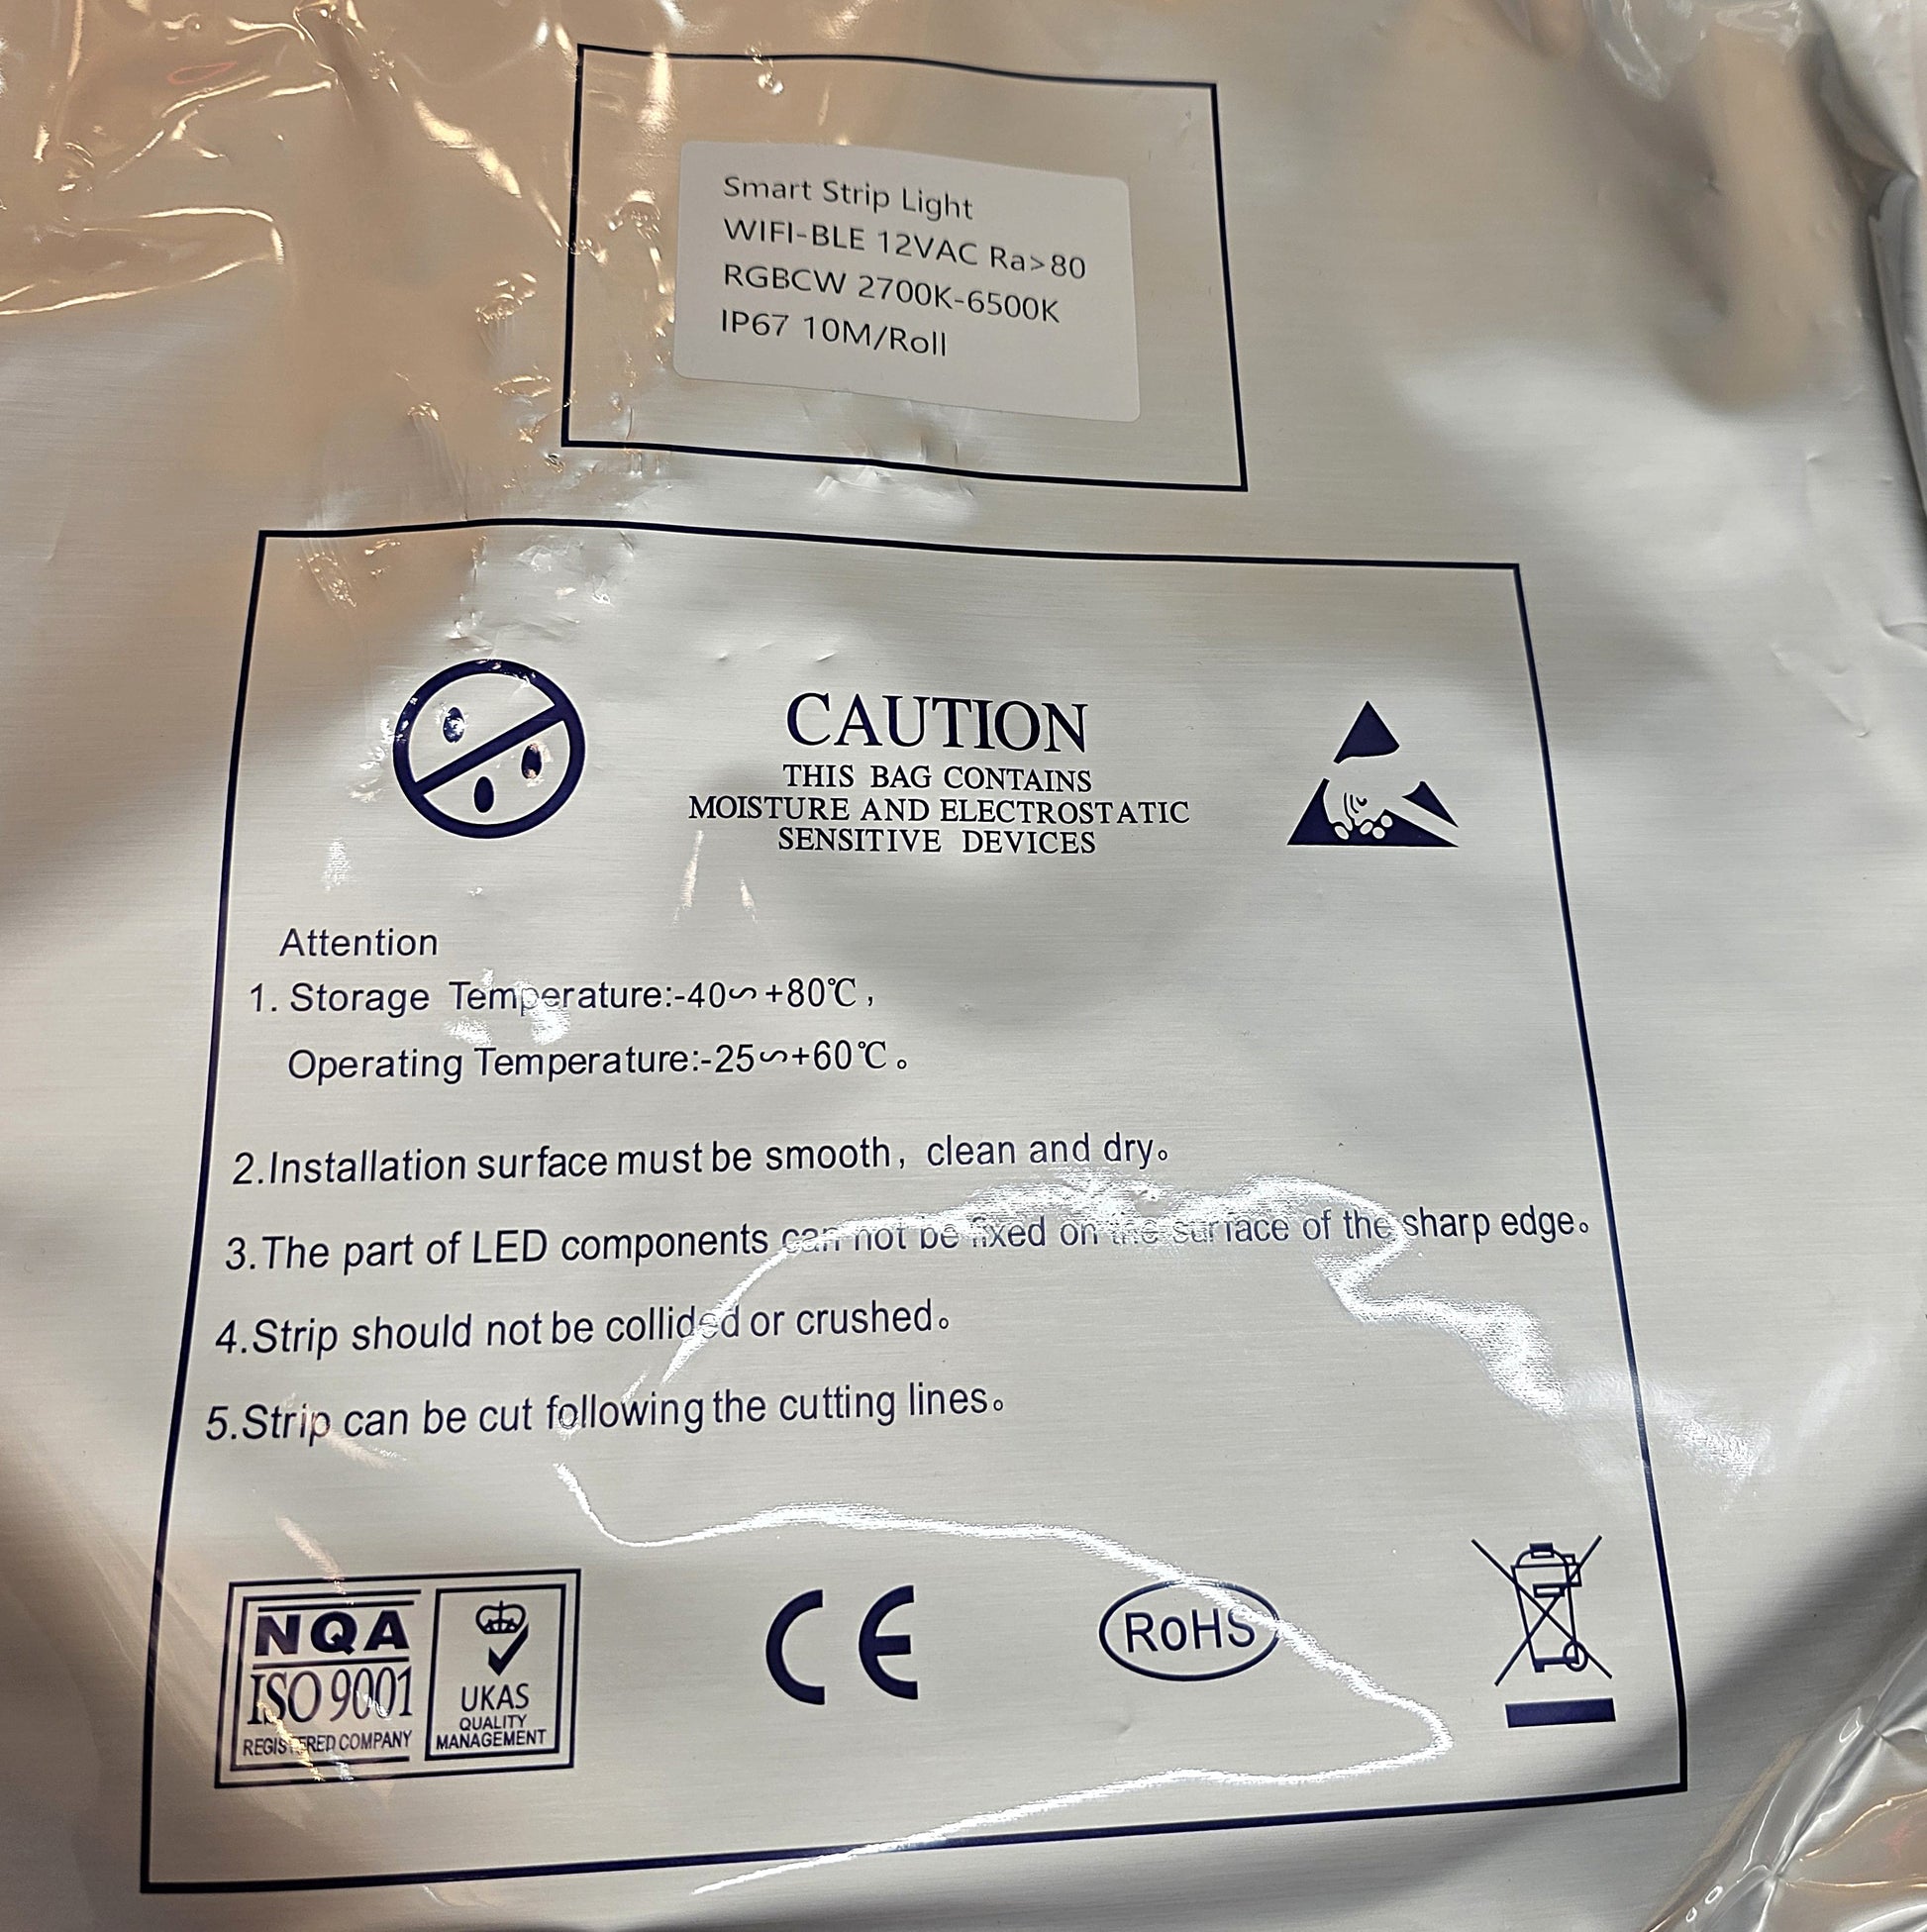 Smart Strip Light
WIFI-BLE 12VAC Ra>80
RGBCW 2700K-6500K
IP67 10M/Roll
CAUTION
THIS BAG CONTAINS
MOISTURE AND ELECTROSTATIC
SENSITIVE DEVICES
Attention
1. Storage Temperature:-40∽+80℃,
Operating Temperature:-25∽+60℃。
2.Installation surface must be smooth, clean and dry。
3.The part of LED components can not be fixed on the surface of the sharp edge。
4.Strip should not be collided or crushed。
5.Strip can be cut following the cutting lines。
NQA
ISO 9001
REGISTERED COMPANY
UKAS
QUALITY
MANAGEMENT
CE
RoHS